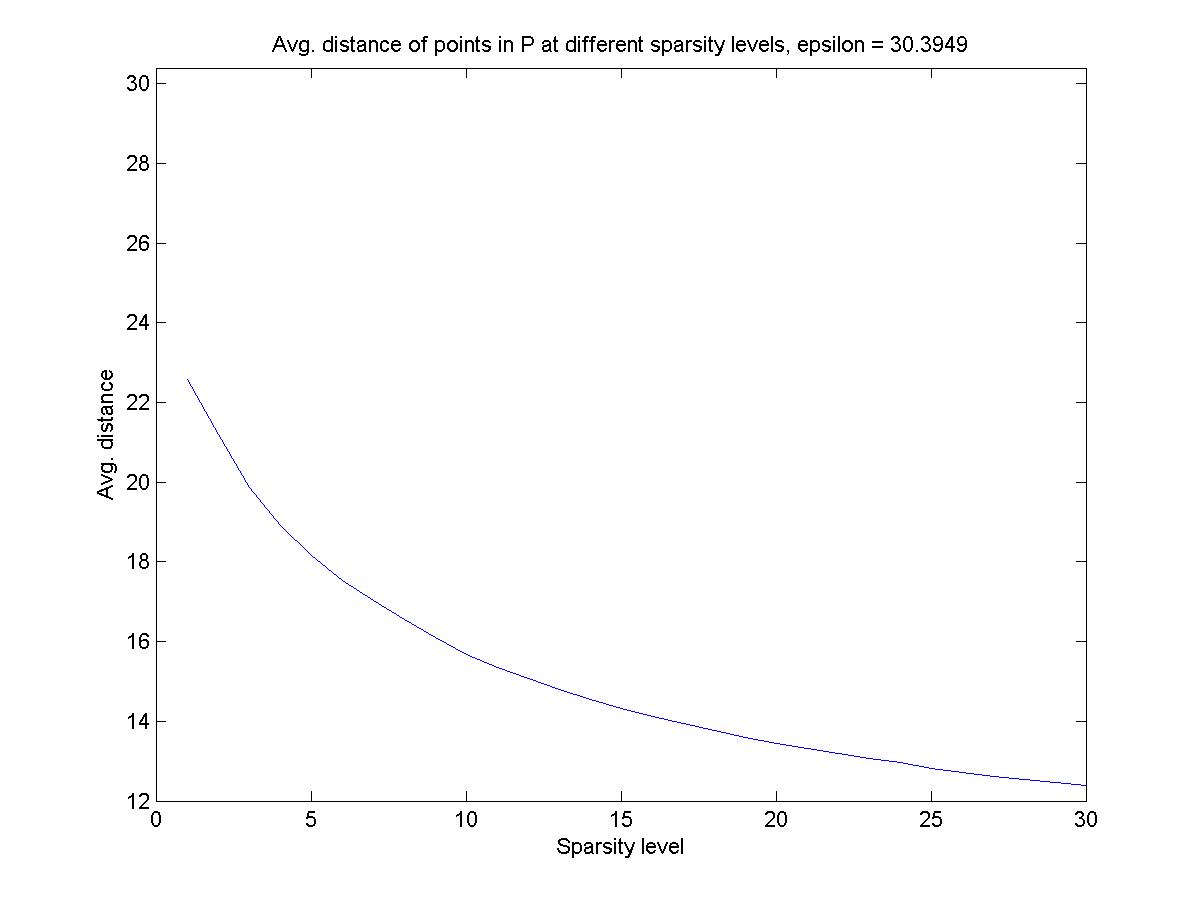 Avg. distance of points in P at different sparsity levels, epsilon = 30.3949
30
28
26
24
22
20
18
16
14
12
Avg. distance
0 5 10 15 20 25 30
Sparsity level